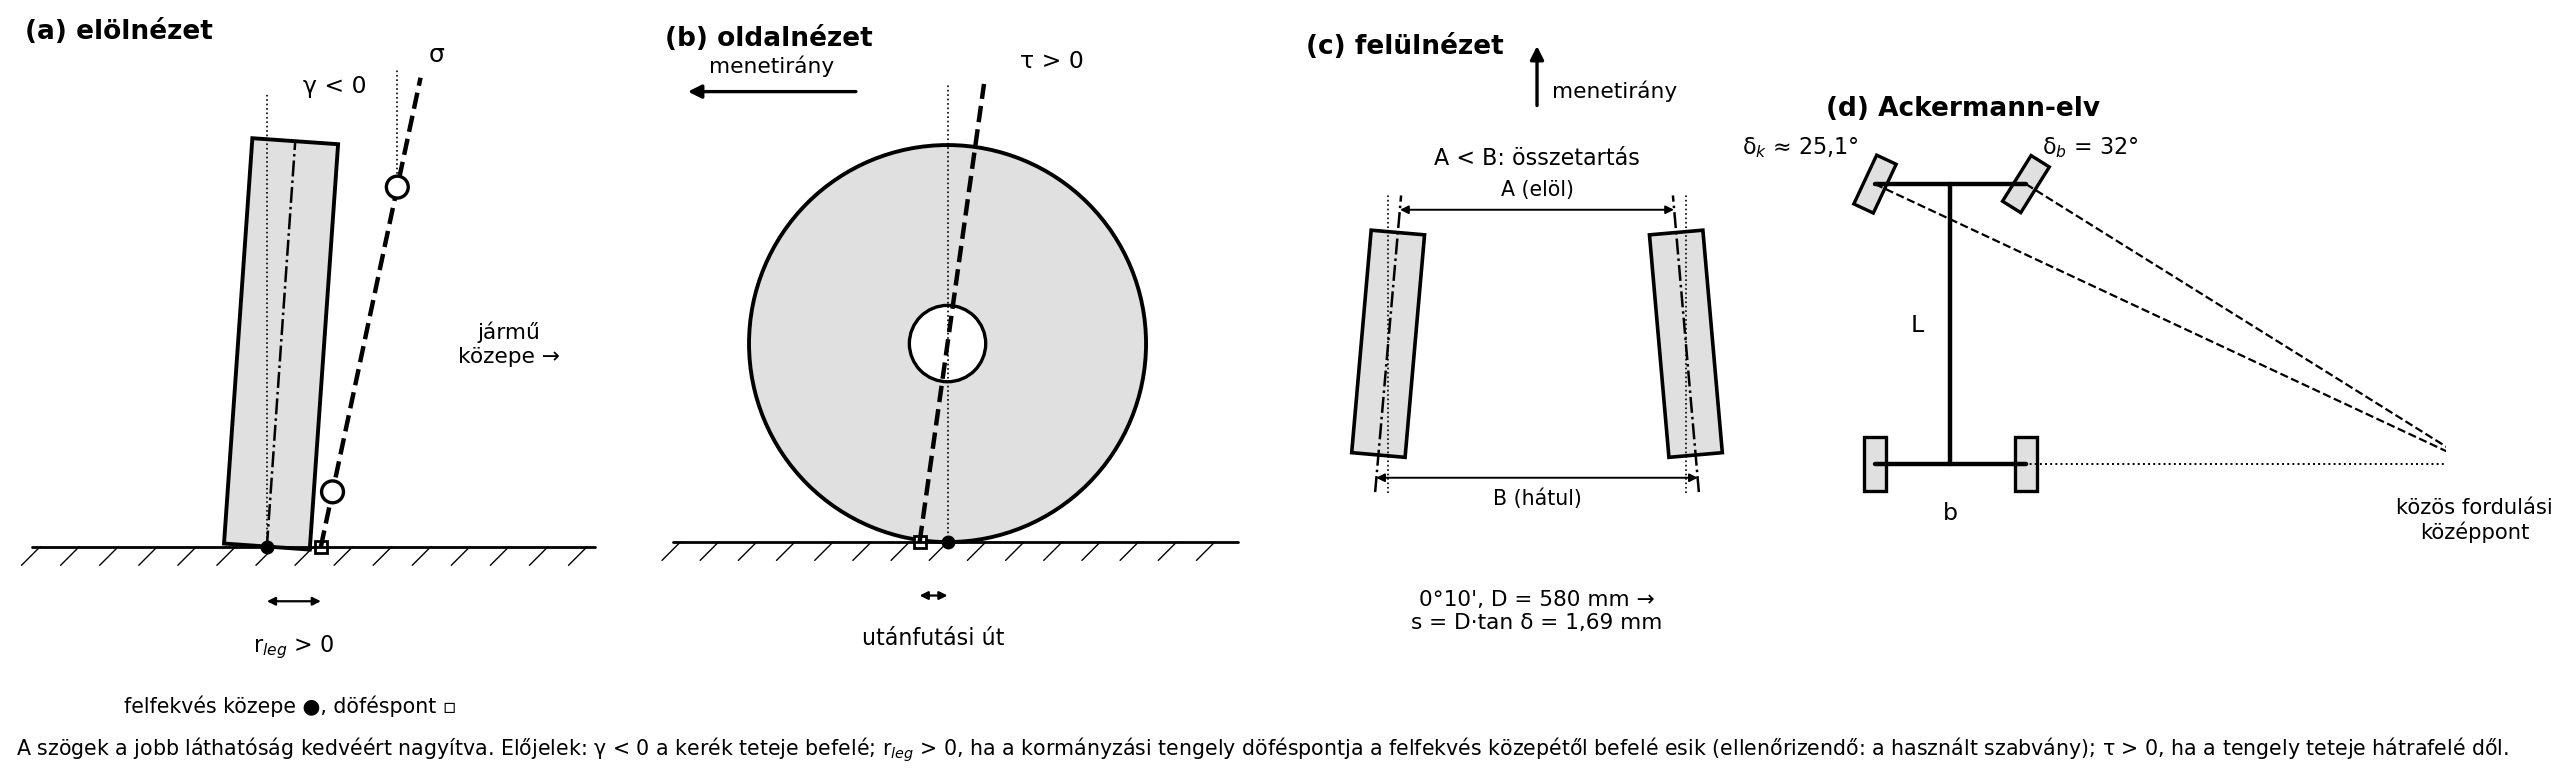 (a) elölnézet
σ
γ < 0
jármű
közepe →
r_leg > 0
felfekvés közepe ●, döféspont □
(b) oldalnézet
menetirány
τ > 0
utánfutási út
(c) felülnézet
menetirány
A < B: összetartás
A (elöl)
B (hátul)
0°10', D = 580 mm →
s = D·tan δ = 1,69 mm
(d) Ackermann-elv
δ_k ≈ 25,1°
δ_b = 32°
L
b
közös fordulási
középpont
A szögek a jobb láthatóság kedvéért nagyítva. Előjelek: γ < 0 a kerék teteje befelé; r_leg > 0, ha a kormányzási tengely döféspontja a felfekvés közepétől befelé esik (ellenőrizendő: a használt szabvány); τ > 0, ha a tengely teteje hátrafelé dől.